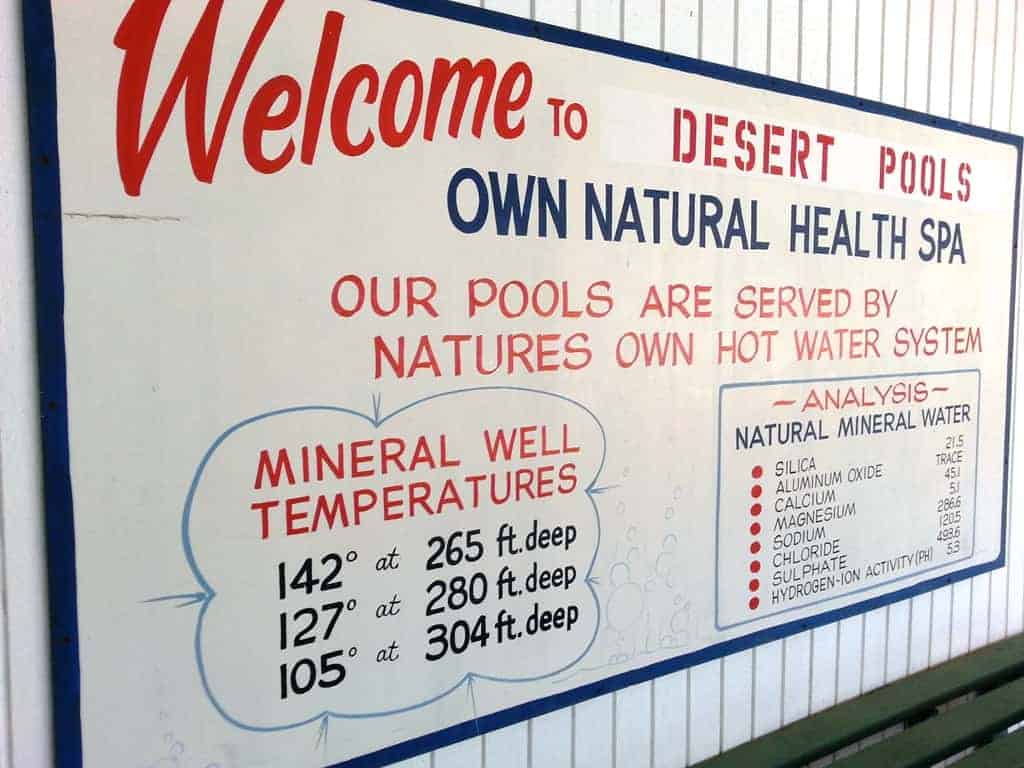 Welcome TO DESERT POOLS
OWN NATURAL HEALTH SPA
OUR POOLS ARE SERVED BY
NATURES OWN HOT WATER SYSTEM
MINERAL WELL
TEMPERATURES
142° at 265 ft. deep
127° at 280 ft. deep
105° at 304 ft. deep
- ANALYSIS -
NATURAL MINERAL WATER
SILICA 21.5
ALUMINUM OXIDE TRACE
CALCIUM 45.1
MAGNESIUM 5.1
SODIUM 286.6
CHLORIDE 120.5
SULPHATE 493.6
HYDROGEN-ION ACTIVITY (PH) 5.3